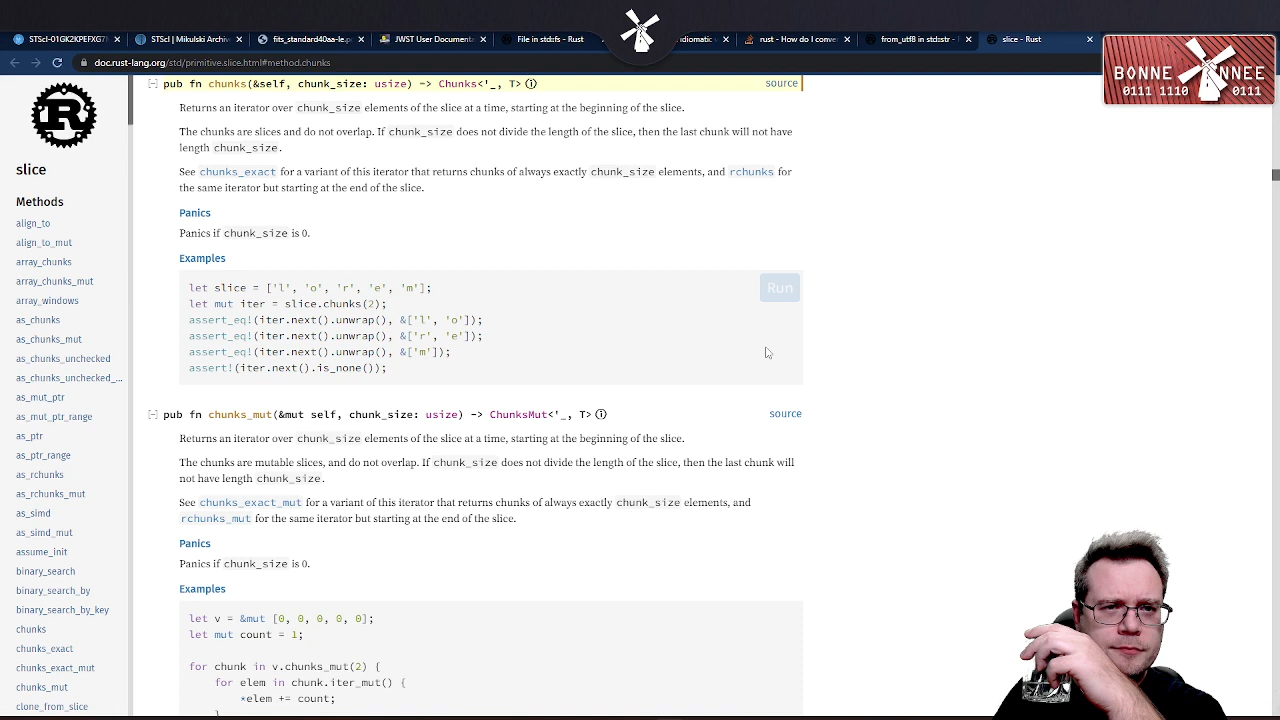 STScI-01GK2KPEFXG7H
STScI | Mikulski Archive
fits_standard40aa-le.p
JWST User Documenta
File in std::fs - Rust
idiomatic
rust - How do I conve
from_utf8 in std::str - R
slice - Rust
doc.rust-lang.org/std/primitive.slice.html#method.chunks
BONNE NNEE
0111 1110 0111
slice
Methods
align_to
align_to_mut
array_chunks
array_chunks_mut
array_windows
as_chunks
as_chunks_mut
as_chunks_unchecked
as_chunks_unchecked_...
as_mut_ptr
as_mut_ptr_range
as_ptr
as_ptr_range
as_rchunks
as_rchunks_mut
as_simd
as_simd_mut
assume_init
binary_search
binary_search_by
binary_search_by_key
chunks
chunks_exact
chunks_exact_mut
chunks_mut
clone_from_slice
[-] pub fn chunks(&self, chunk_size: usize) -> Chunks<'_, T> ⓘ source
Returns an iterator over chunk_size elements of the slice at a time, starting at the beginning of the slice.
The chunks are slices and do not overlap. If chunk_size does not divide the length of the slice, then the last chunk will not have
length chunk_size.
See chunks_exact for a variant of this iterator that returns chunks of always exactly chunk_size elements, and rchunks for
the same iterator but starting at the end of the slice.
Panics
Panics if chunk_size is 0.
Examples
let slice = ['l', 'o', 'r', 'e', 'm'];
Run
let mut iter = slice.chunks(2);
assert_eq!(iter.next().unwrap(), &['l', 'o']);
assert_eq!(iter.next().unwrap(), &['r', 'e']);
assert_eq!(iter.next().unwrap(), &['m']);
assert!(iter.next().is_none());
[-] pub fn chunks_mut(&mut self, chunk_size: usize) -> ChunksMut<'_, T> ⓘ source
Returns an iterator over chunk_size elements of the slice at a time, starting at the beginning of the slice.
The chunks are mutable slices, and do not overlap. If chunk_size does not divide the length of the slice, then the last chunk will
not have length chunk_size.
See chunks_exact_mut for a variant of this iterator that returns chunks of always exactly chunk_size elements, and
rchunks_mut for the same iterator but starting at the end of the slice.
Panics
Panics if chunk_size is 0.
Examples
let v = &mut [0, 0, 0, 0, 0];
let mut count = 1;
for chunk in v.chunks_mut(2) {
for elem in chunk.iter_mut() {
*elem += count;
}